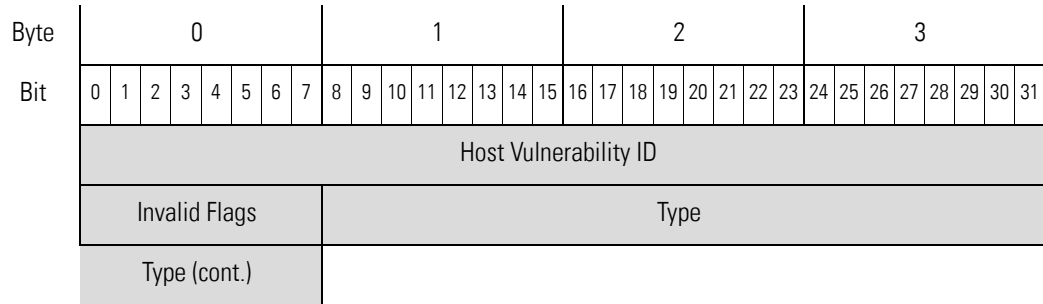 Byte 0 1 2 3
Bit 0 1 2 3 4 5 6 7 8 9 10 11 12 13 14 15 16 17 18 19 20 21 22 23 24 25 26 27 28 29 30 31
Host Vulnerability ID
Invalid Flags Type
Type (cont.)